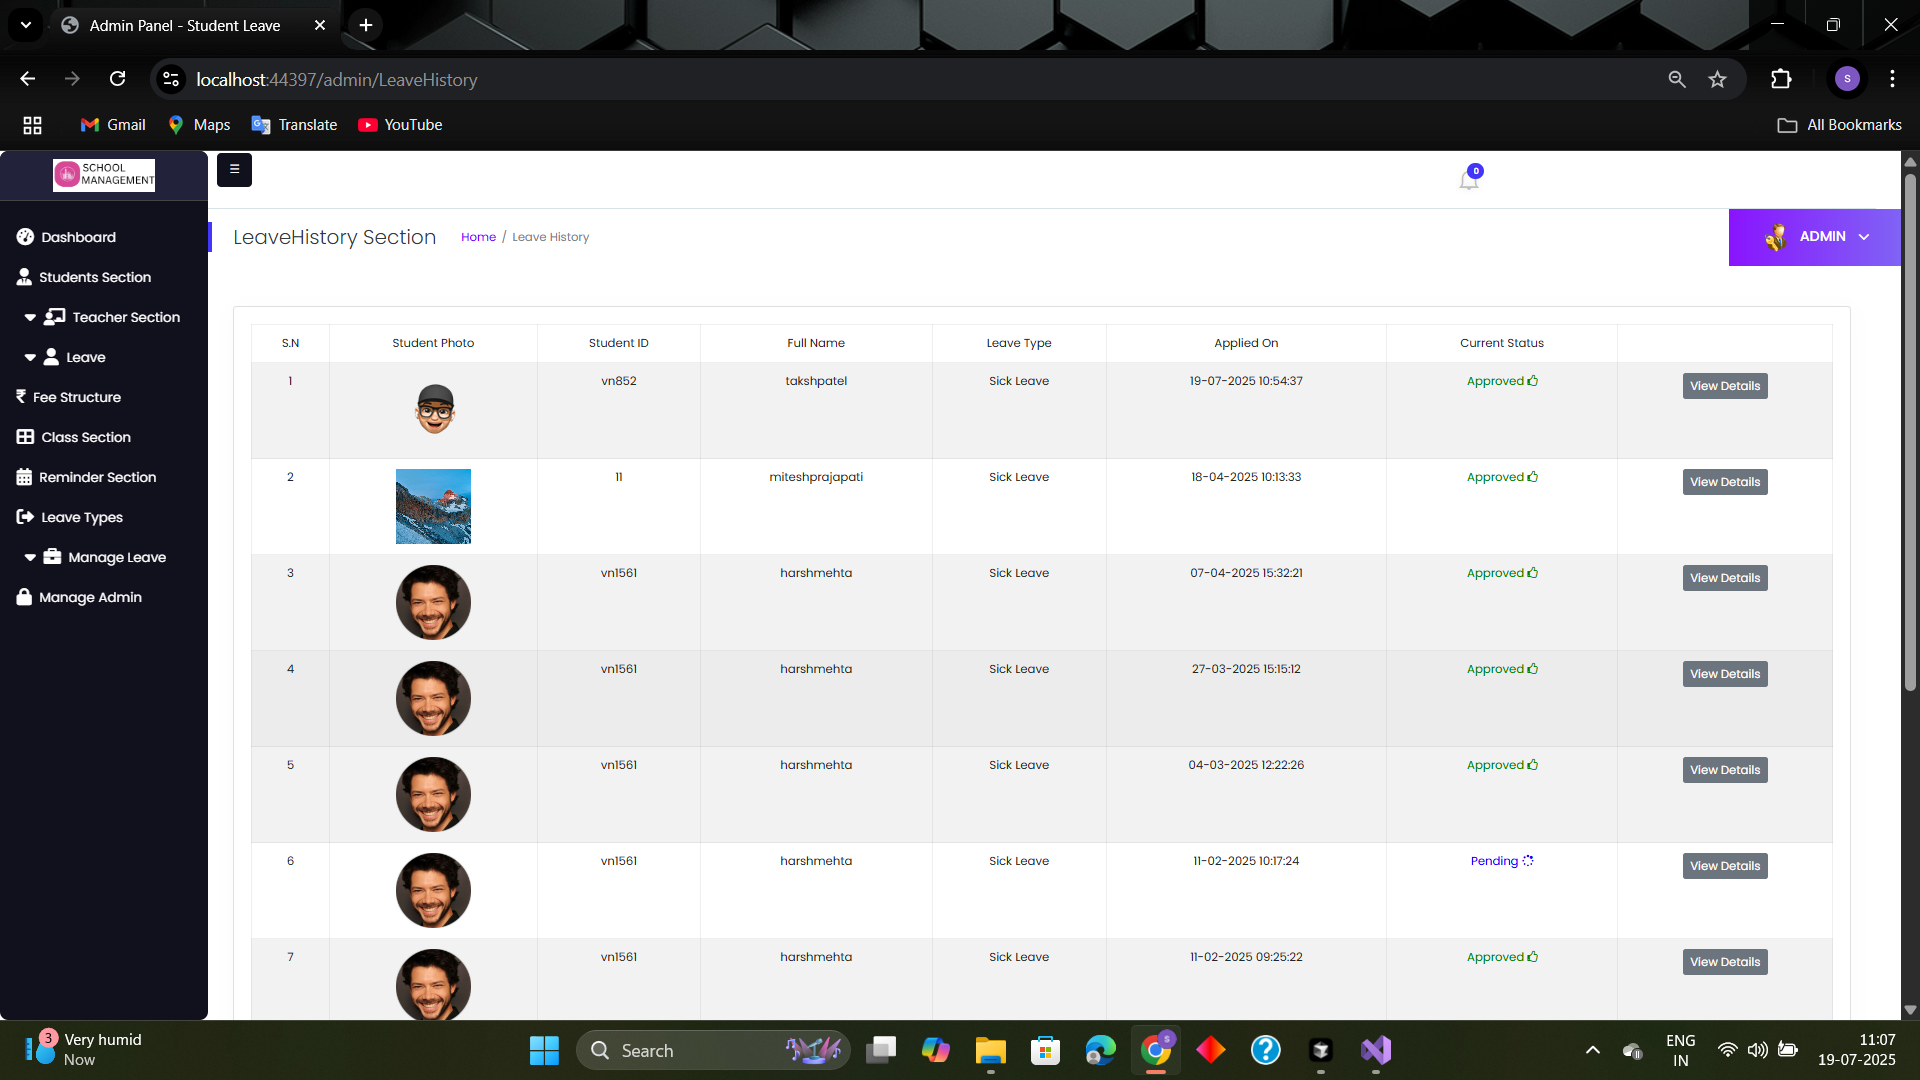 Admin Panel - Student Leave
localhost:44397/admin/LeaveHistory
S
Gmail Maps Translate YouTube All Bookmarks
SCHOOL
MANAGEMENT
0
LeaveHistory Section Home / Leave History
ADMIN
Dashboard
Students Section
Teacher Section
Leave
Fee Structure
Class Section
Reminder Section
Leave Types
Manage Leave
Manage Admin
S.N Student Photo Student ID Full Name Leave Type Applied On Current Status
1 vn852 takshpatel Sick Leave 19-07-2025 10:54:37 Approved View Details
2 11 miteshprajapati Sick Leave 18-04-2025 10:13:33 Approved View Details
3 vn1561 harshmehta Sick Leave 07-04-2025 15:32:21 Approved View Details
4 vn1561 harshmehta Sick Leave 27-03-2025 15:15:12 Approved View Details
5 vn1561 harshmehta Sick Leave 04-03-2025 12:22:26 Approved View Details
6 vn1561 harshmehta Sick Leave 11-02-2025 10:17:24 Pending View Details
7 vn1561 harshmehta Sick Leave 11-02-2025 09:25:22 Approved View Details
3
Very humid
Now
Search
S
ENG
IN
11:07
19-07-2025